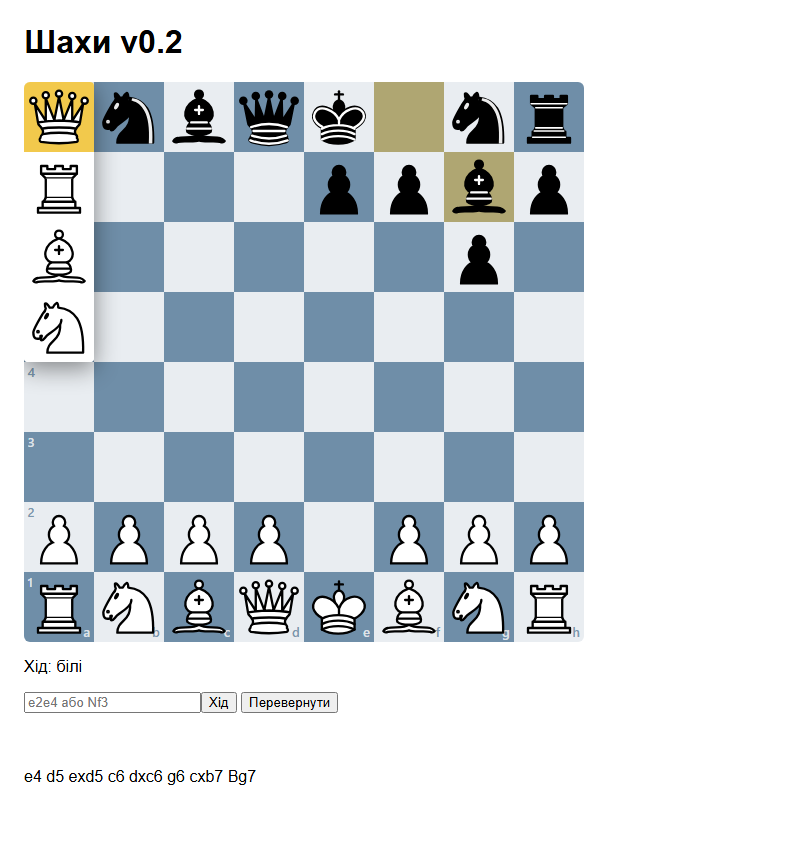 Шахи v0.2
4
3
2
1
a b c d e f g h
Хід: білі
e2e4 або Nf3 Хід Перевернути
e4 d5 exd5 c6 dxc6 g6 cxb7 Bg7